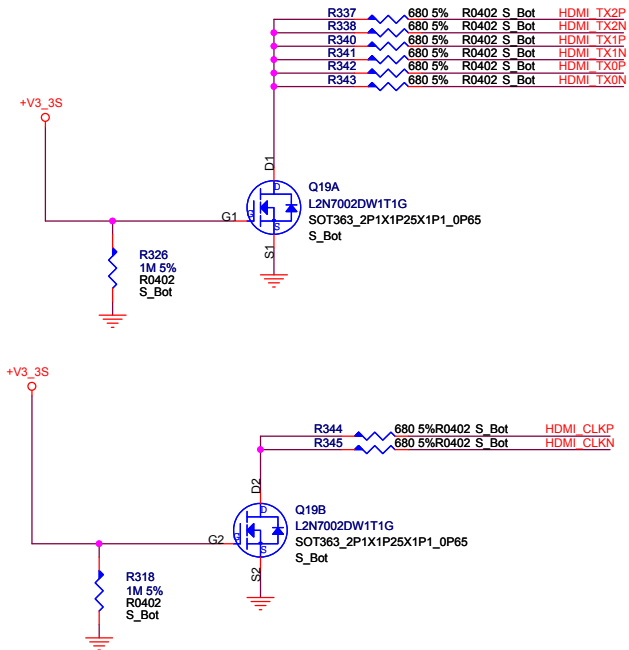 R337 680 5% R0402 S_Bot HDMI_TX2P
R338 680 5% R0402 S_Bot HDMI_TX2N
R340 680 5% R0402 S_Bot HDMI_TX1P
R341 680 5% R0402 S_Bot HDMI_TX1N
R342 680 5% R0402 S_Bot HDMI_TX0P
R343 680 5% R0402 S_Bot HDMI_TX0N
+V3_3S
D1
D
G1
G
S
S1
Q19A
L2N7002DW1T1G
SOT363_2P1X1P25X1P1_0P65
S_Bot
R326
1M 5%
R0402
S_Bot
+V3_3S
R344 680 5%R0402 S_Bot HDMI_CLKP
R345 680 5%R0402 S_Bot HDMI_CLKN
D2
D
G2
G
S
S2
Q19B
L2N7002DW1T1G
SOT363_2P1X1P25X1P1_0P65
S_Bot
R318
1M 5%
R0402
S_Bot